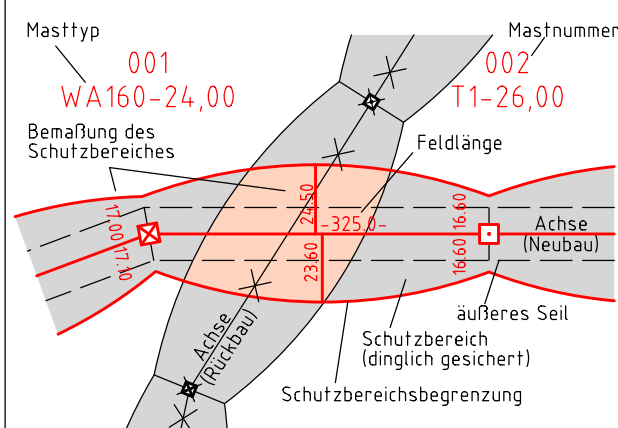 Masttyp
Mastnummer
001
WA160-24,00
002
T1-26,00
Bemaßung des
Schutzbereiches
Feldlänge
17.00
17.10
24.50
23.60
-325.0-
16.60
16.60
Achse
(Neubau)
äußeres Seil
Achse
(Rückbau)
Schutzbereich
(dinglich gesichert)
Schutzbereichsbegrenzung